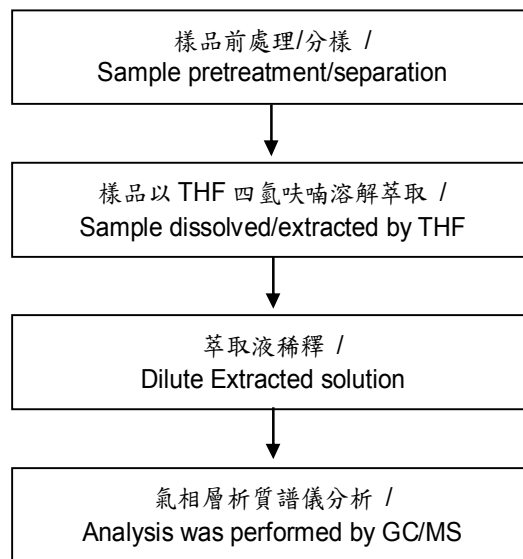 樣品前處理/分樣 /
Sample pretreatment/separation
樣品以 THF 四氫呋喃溶解萃取 /
Sample dissolved/extracted by THF
萃取液稀釋 /
Dilute Extracted solution
氣相層析質譜儀分析 /
Analysis was performed by GC/MS